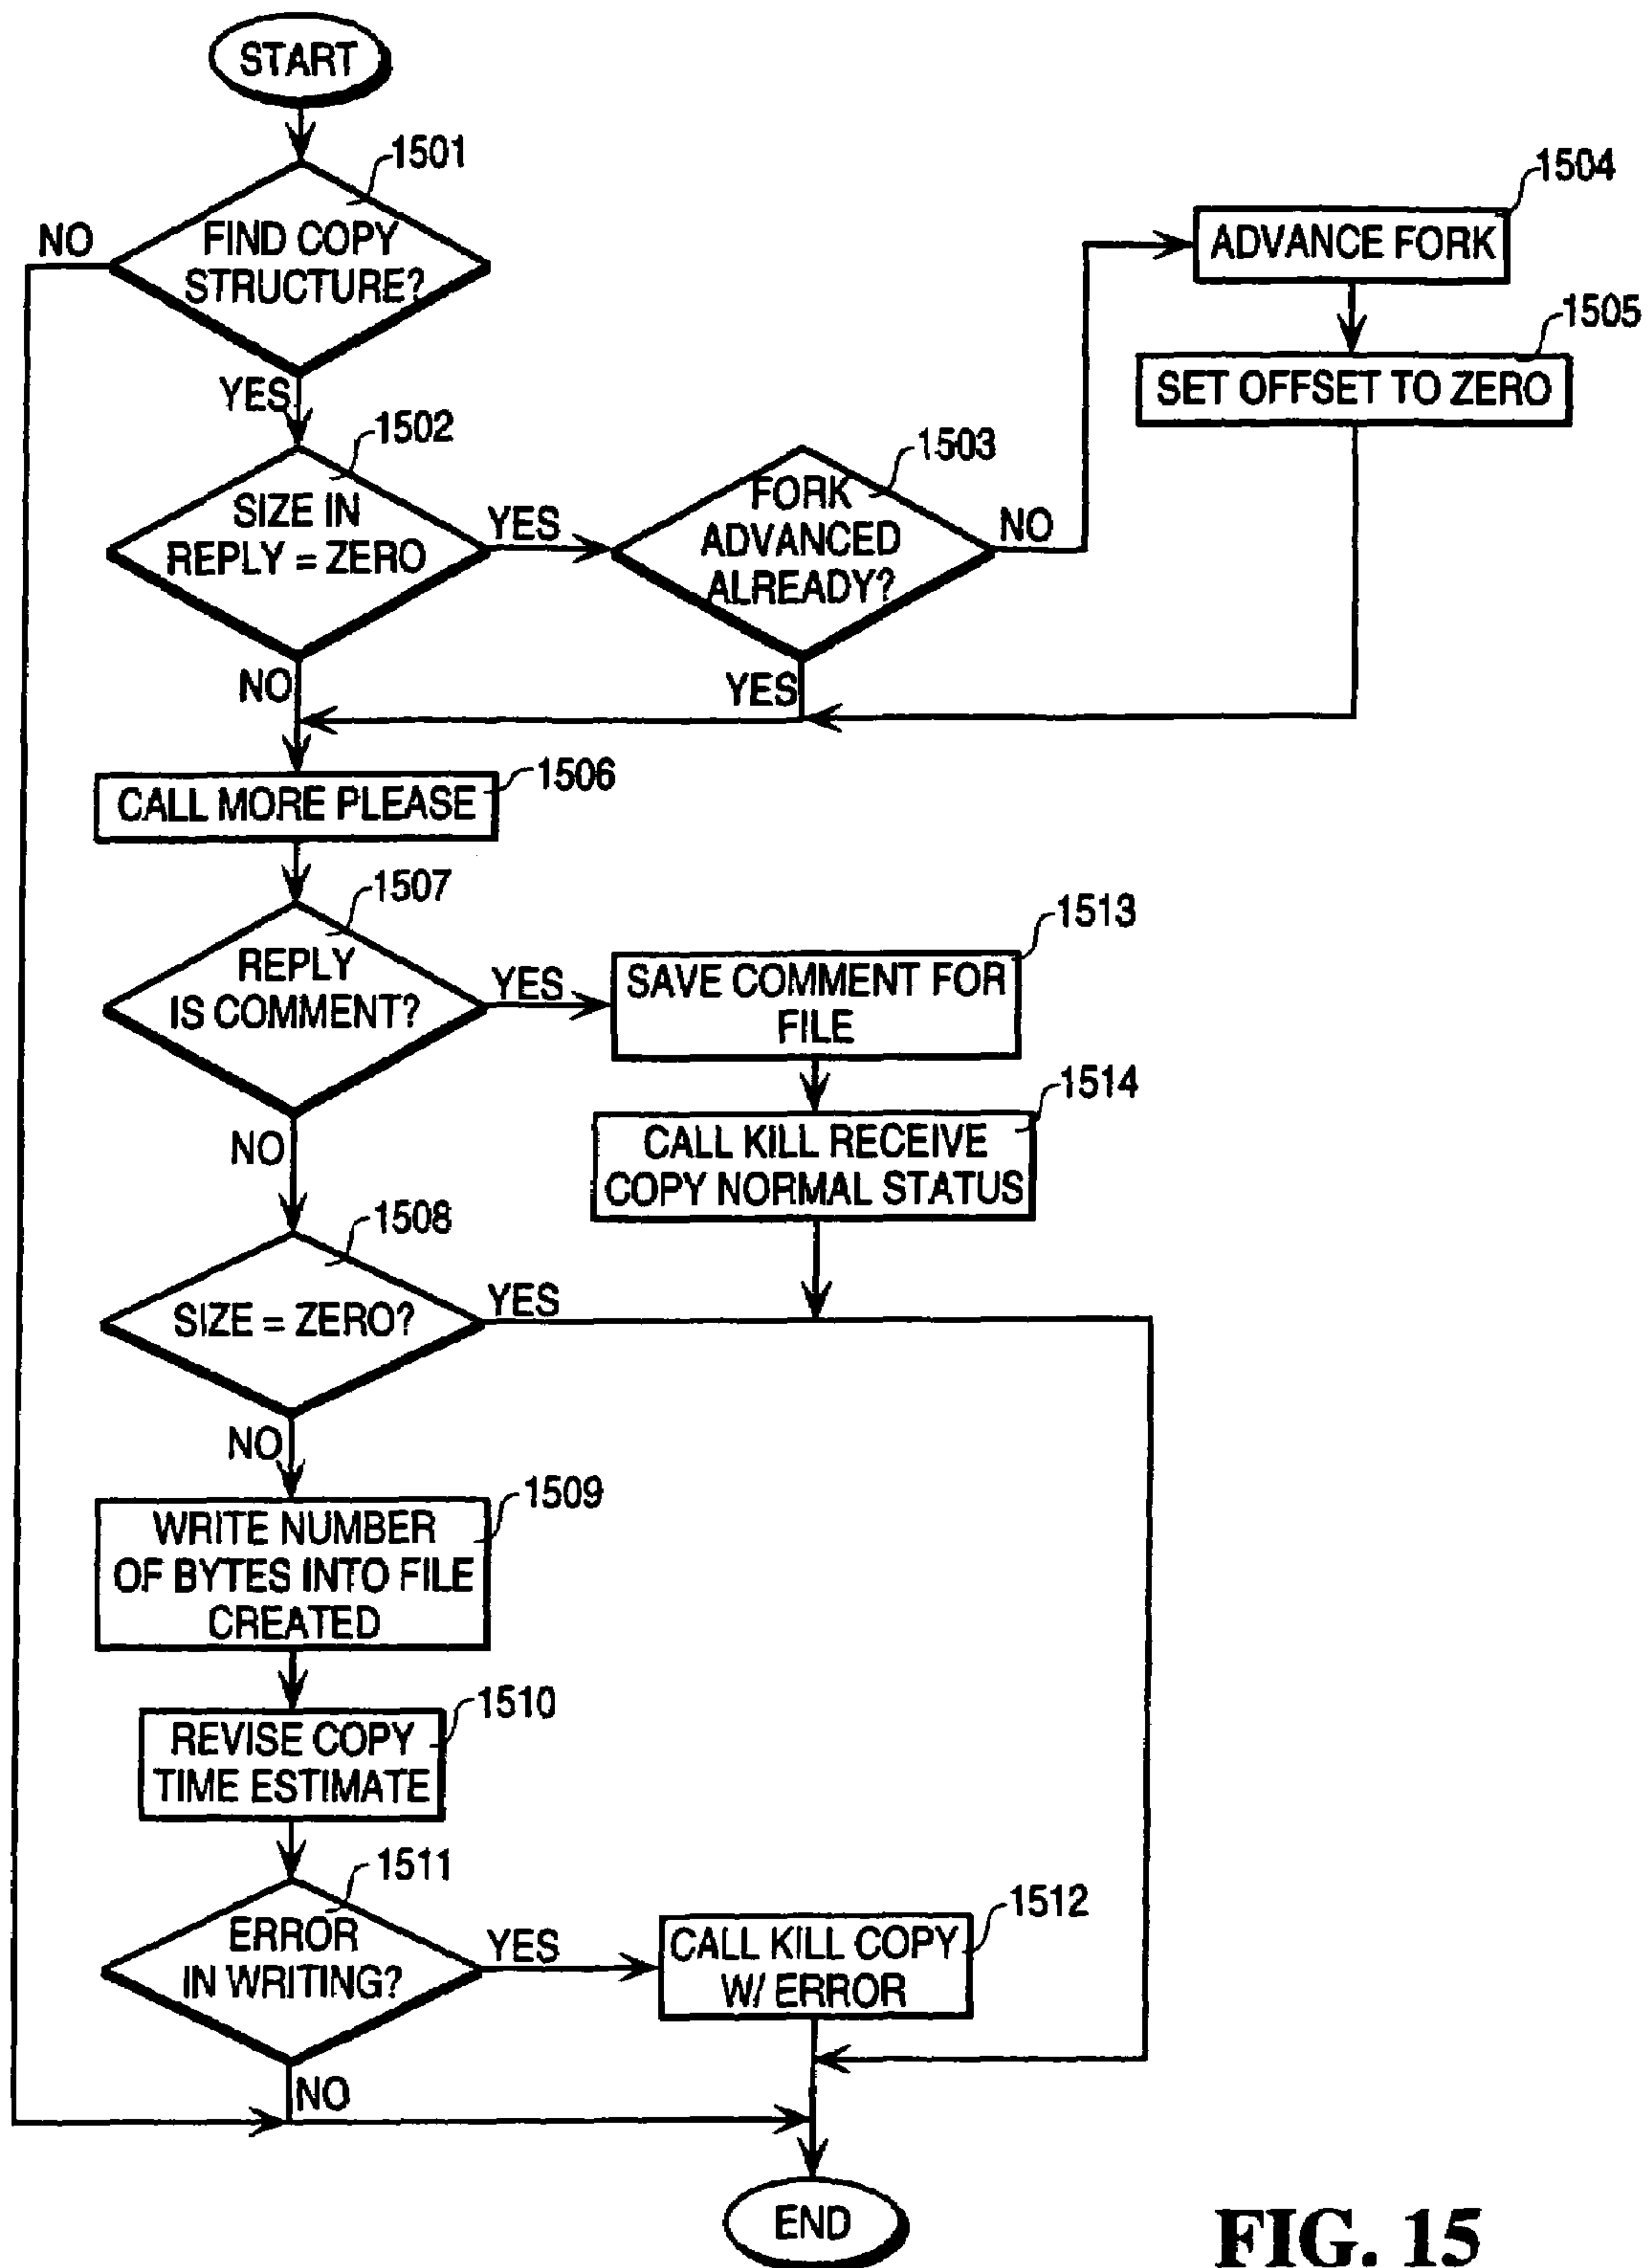 START
1501
NO
FIND COPY
STRUCTURE?
YES
1504
ADVANCE FORK
1505
SET OFFSET TO ZERO
1502
SIZE IN
REPLY = ZERO
YES
NO
1503
FORK
ADVANCED
ALREADY?
NO
YES
1506
CALL MORE PLEASE
1507
REPLY
IS COMMENT?
YES
NO
1513
SAVE COMMENT FOR
FILE
1514
CALL KILL RECEIVE
COPY NORMAL STATUS
1508
SIZE = ZERO?
YES
NO
1509
WRITE NUMBER
OF BYTES INTO FILE
CREATED
1510
REVISE COPY
TIME ESTIMATE
1511
ERROR
IN WRITING?
YES
NO
1512
CALL KILL COPY
W/ ERROR
END
FIG. 15